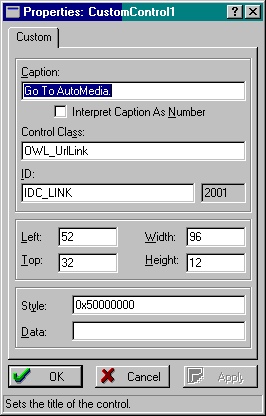 Properties: CustomControl1
Custom
Caption:
Go To AutoMedia.
Interpret Caption As Number
Control Class:
OWL_UrlLink
ID:
IDC_LINK 2001
Left: 52 Width: 96
Top: 32 Height: 12
Style: 0x50000000
Data:
OK Cancel Apply
Sets the title of the control.